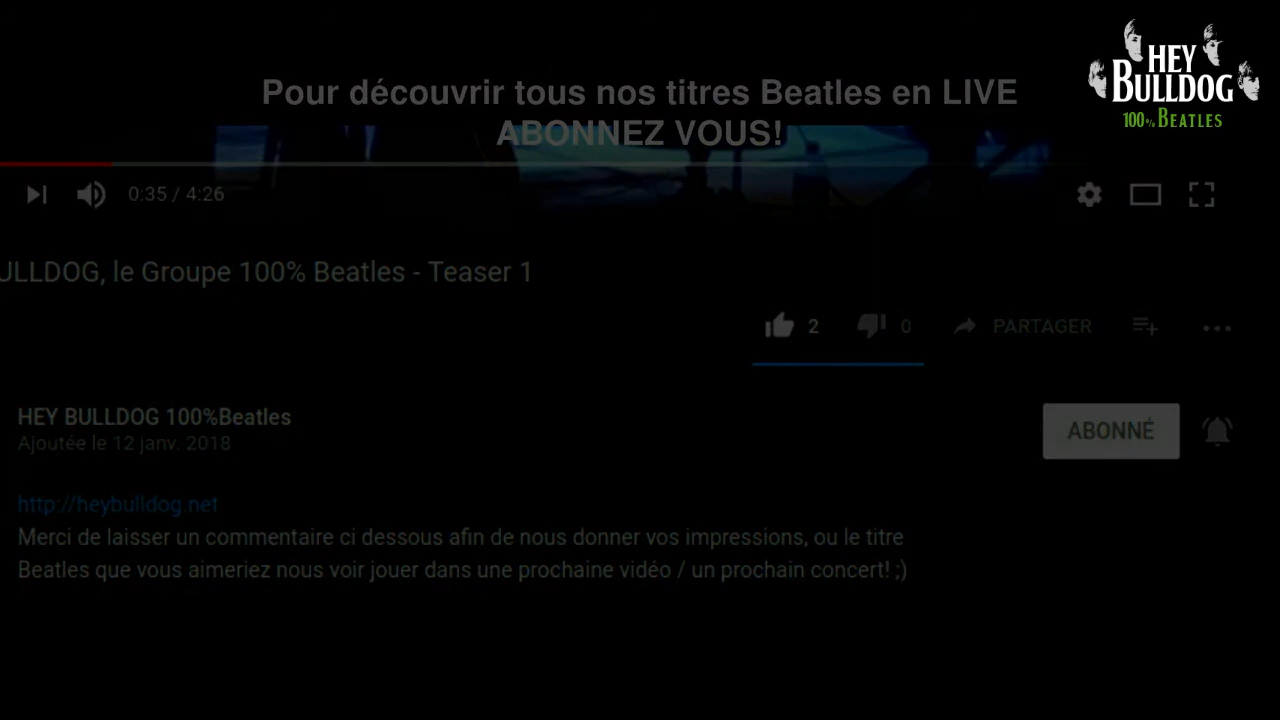 HEY
BULLDOG
100% BEATLES
Pour découvrir tous nos titres Beatles en LIVE
ABONNEZ VOUS!
0:35 / 4:26
ULLDOG, le Groupe 100% Beatles - Teaser 1
2
0
PARTAGER
HEY BULLDOG 100%Beatles
Ajoutée le 12 janv. 2018
ABONNÉ
http://heybulldog.net
Merci de laisser un commentaire ci dessous afin de nous donner vos impressions, ou le titre
Beatles que vous aimeriez nous voir jouer dans une prochaine vidéo / un prochain concert! ;)